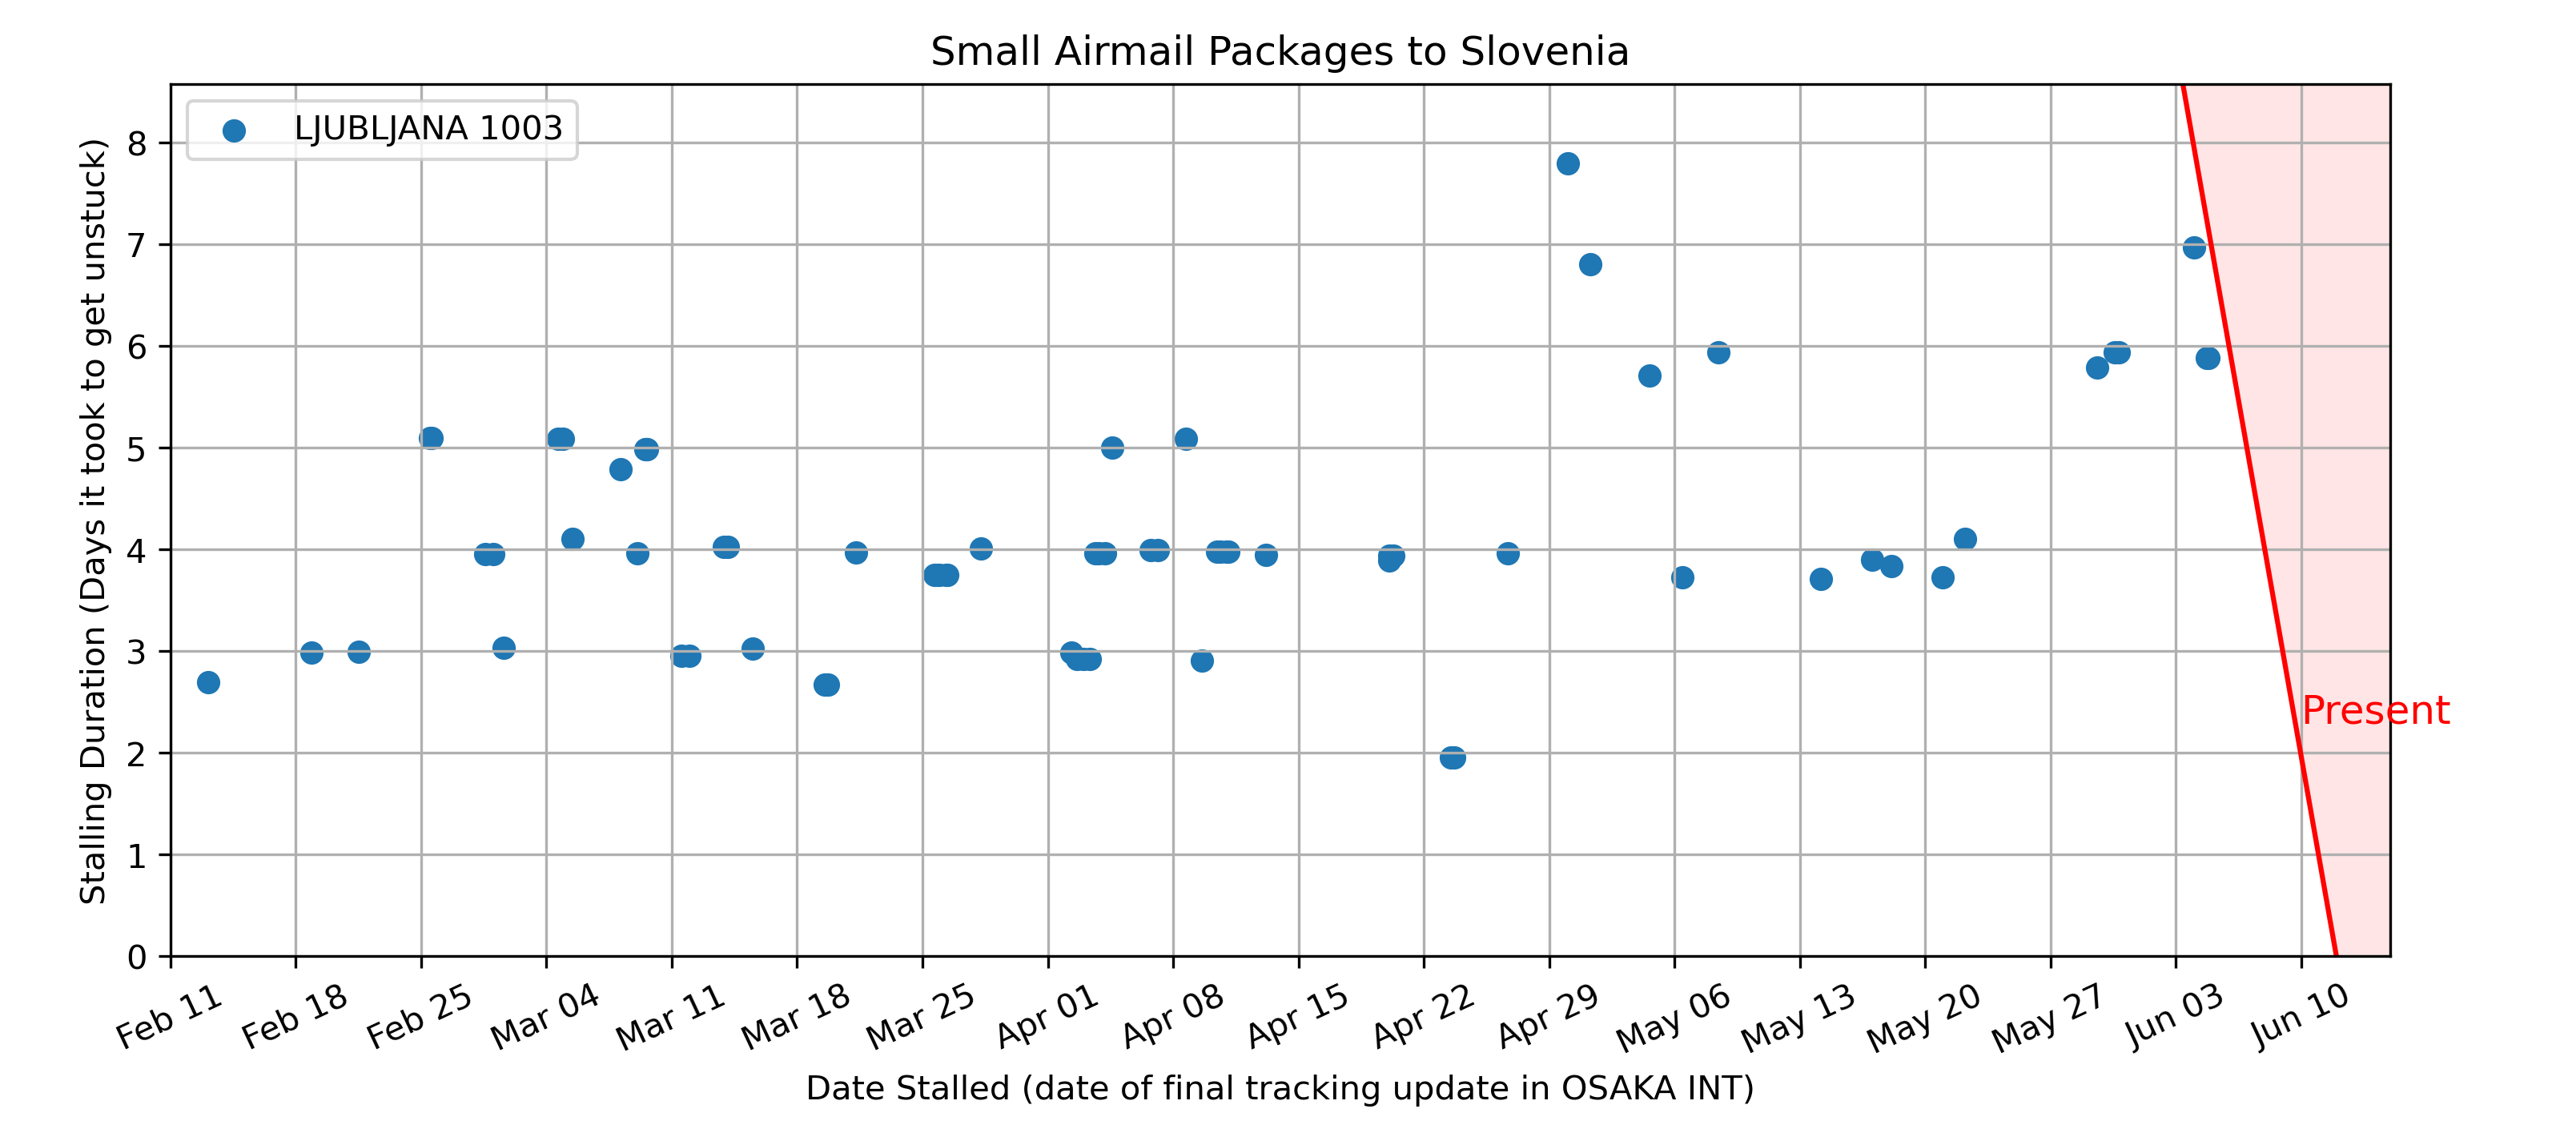 Small Airmail Packages to Slovenia
LJUBLJANA 1003
Stalling Duration (Days it took to get unstuck)
8
7
6
5
4
3
2
1
0
Present
Feb 11
Feb 18
Feb 25
Mar 04
Mar 11
Mar 18
Mar 25
Apr 01
Apr 08
Apr 15
Apr 22
Apr 29
May 06
May 13
May 20
May 27
Jun 03
Jun 10
Date Stalled (date of final tracking update in OSAKA INT)